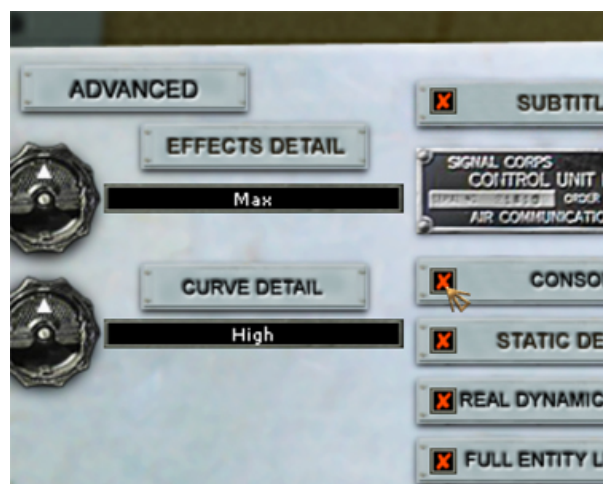 ADVANCED
EFFECTS DETAIL
Max
CURVE DETAIL
High
SUBTITL
SIGNAL CORPS
CONTROL UNIT
ORDER
AIR COMMUNICATIO
CONSO
STATIC DE
REAL DYNAMIC
FULL ENTITY L